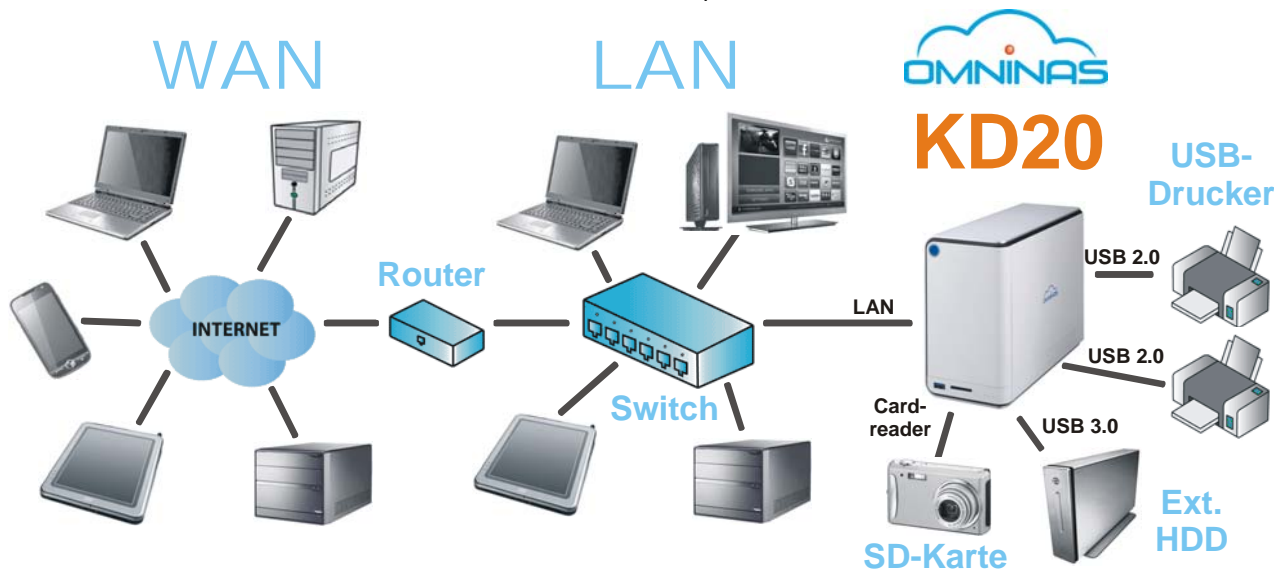 WAN
LAN
OMNINAS
KD20
USB-
Drucker
USB 2.0
Router
INTERNET
LAN
OMNINAS
USB 2.0
Switch
Card-
reader
USB 3.0
SD-Karte
Ext.
HDD